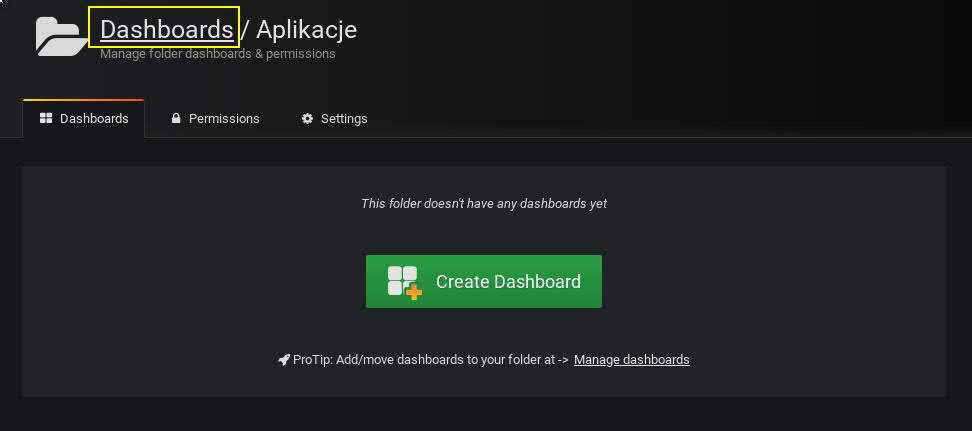 Dashboards / Aplikacje
Manage folder dashboards & permissions
Dashboards Permissions Settings
This folder doesn't have any dashboards yet
Create Dashboard
ProTip: Add/move dashboards to your folder at -> Manage dashboards